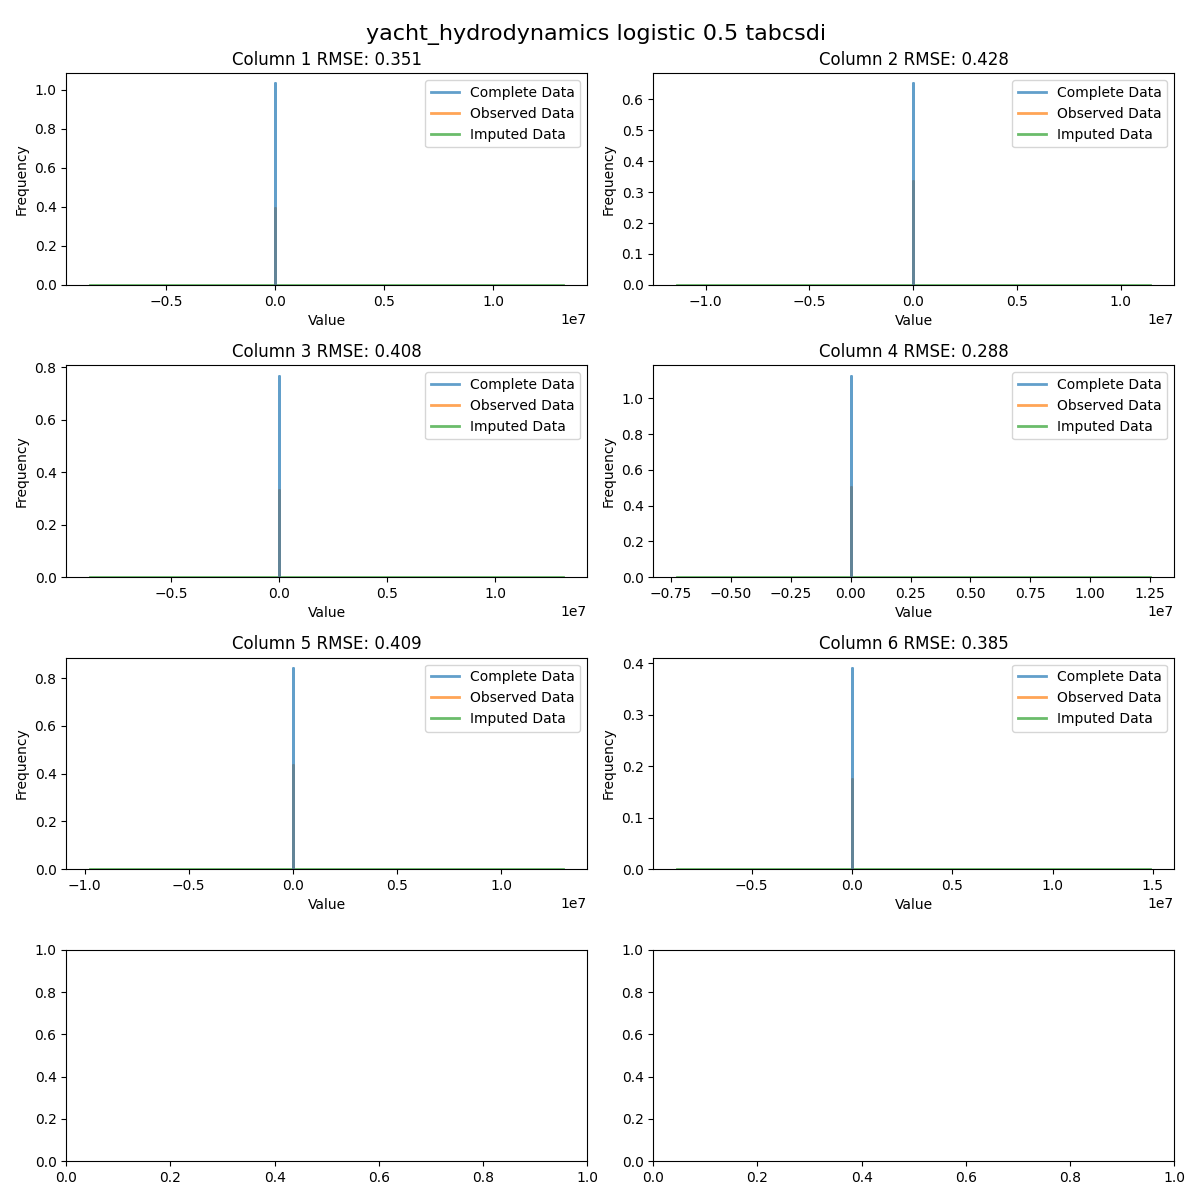 yacht_hydrodynamics logistic 0.5 tabcsdi
Column 1 RMSE: 0.351
Frequency
1.0
0.8
0.6
0.4
0.2
0.0
Complete Data
Observed Data
Imputed Data
−0.5 0.0 0.5 1.0
1e7
Value
Column 2 RMSE: 0.428
Frequency
0.6
0.5
0.4
0.3
0.2
0.1
0.0
Complete Data
Observed Data
Imputed Data
−1.0 −0.5 0.0 0.5 1.0
1e7
Value
Column 3 RMSE: 0.408
Frequency
0.8
0.6
0.4
0.2
0.0
Complete Data
Observed Data
Imputed Data
−0.5 0.0 0.5 1.0
1e7
Value
Column 4 RMSE: 0.288
Frequency
1.0
0.8
0.6
0.4
0.2
0.0
Complete Data
Observed Data
Imputed Data
−0.75 −0.50 −0.25 0.00 0.25 0.50 0.75 1.00 1.25
1e7
Value
Column 5 RMSE: 0.409
Frequency
0.8
0.6
0.4
0.2
0.0
Complete Data
Observed Data
Imputed Data
−1.0 −0.5 0.0 0.5 1.0
1e7
Value
Column 6 RMSE: 0.385
Frequency
0.4
0.3
0.2
0.1
0.0
Complete Data
Observed Data
Imputed Data
−0.5 0.0 0.5 1.0 1.5
1e7
Value
1.0
0.8
0.6
0.4
0.2
0.0
0.0 0.2 0.4 0.6 0.8 1.0
1.0
0.8
0.6
0.4
0.2
0.0
0.0 0.2 0.4 0.6 0.8 1.0